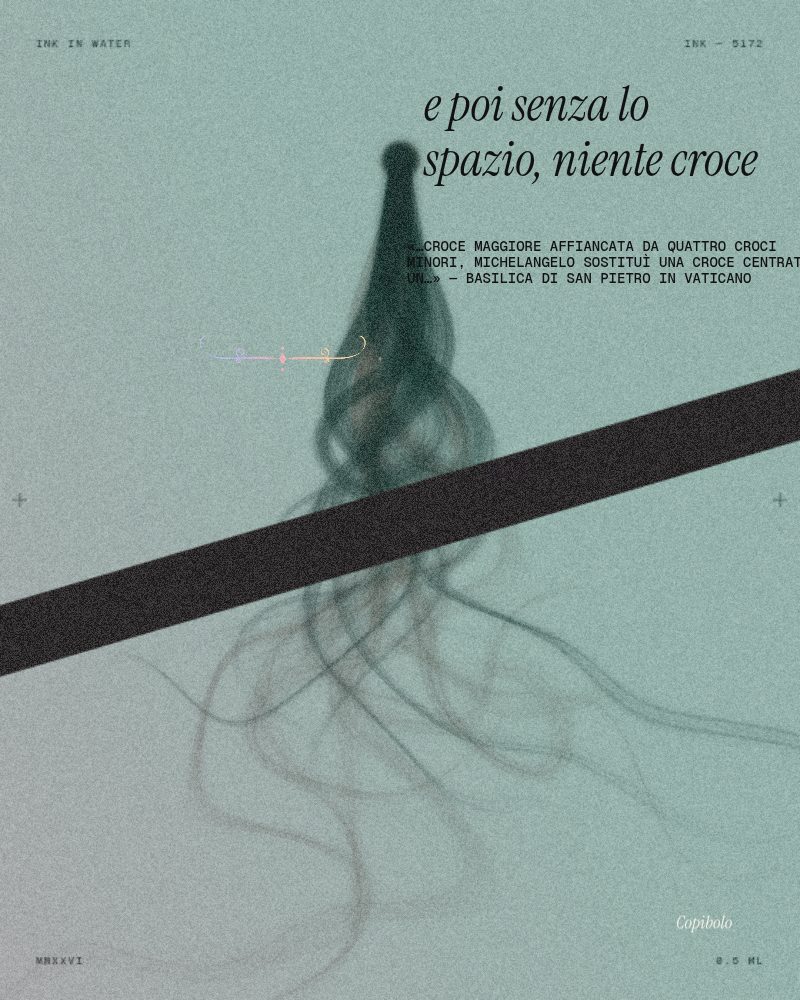 INK IN WATER
INK — 5172
e poi senza lo
spazio, niente croce
«…CROCE MAGGIORE AFFIANCATA DA QUATTRO CROCI
MINORI, MICHELANGELO SOSTITUÌ UNA CROCE CENTRAT
UN…» — BASILICA DI SAN PIETRO IN VATICANO
Copibolo
MMXXVI
0.5 ML